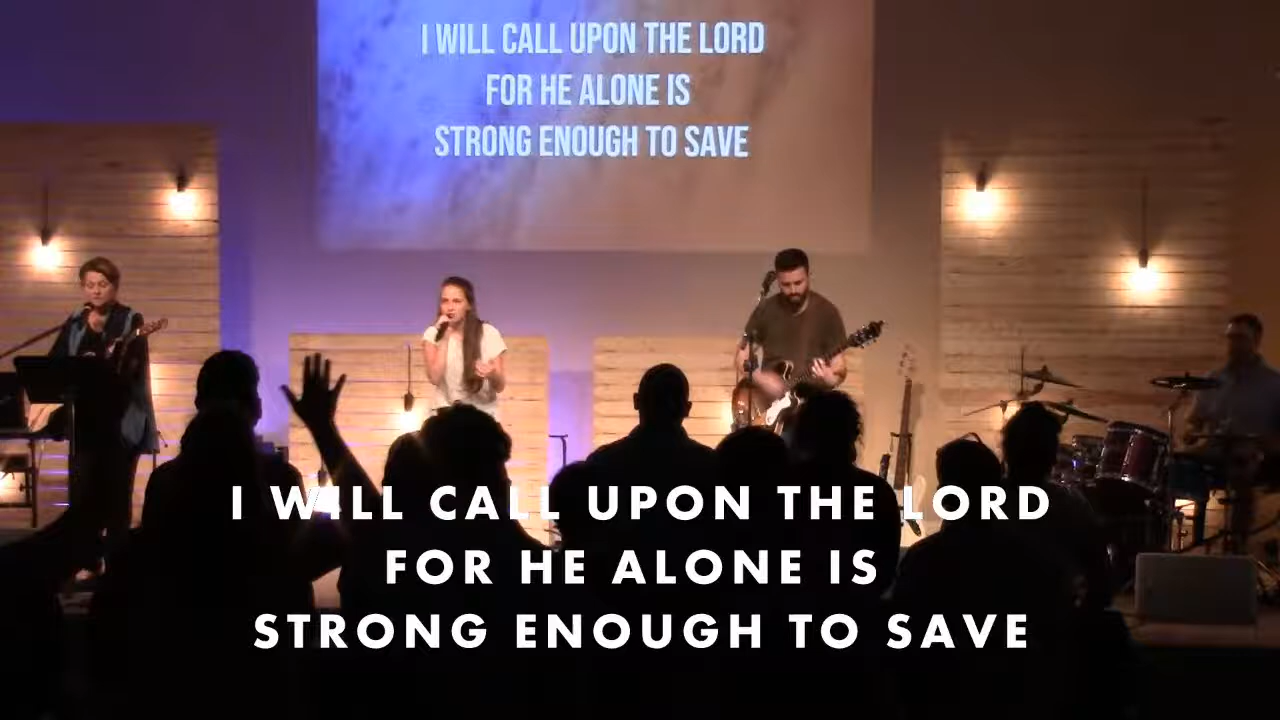 I WILL CALL UPON THE LORD
FOR HE ALONE IS
STRONG ENOUGH TO SAVE
I WILL CALL UPON THE LORD
FOR HE ALONE IS
STRONG ENOUGH TO SAVE